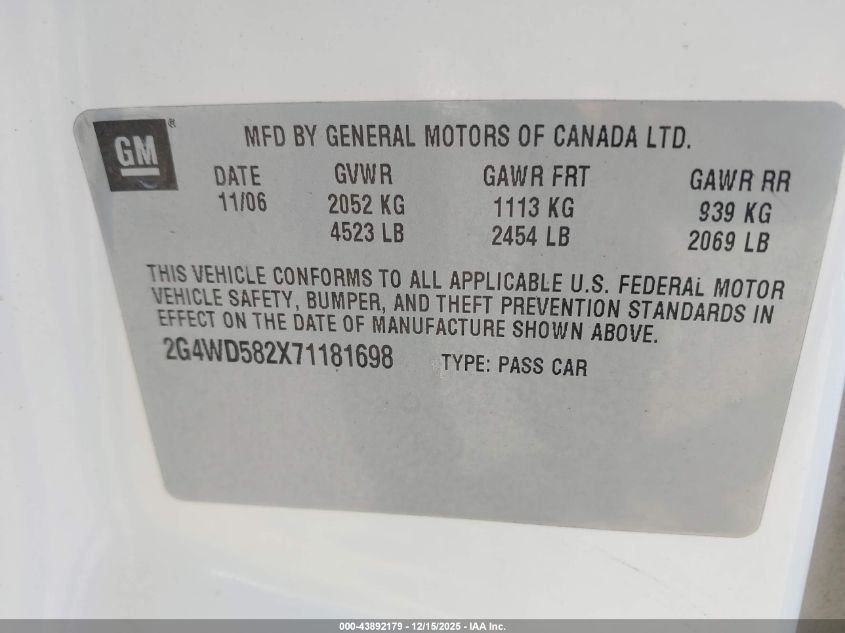 GM®
MFD BY GENERAL MOTORS OF CANADA LTD.
DATE GVWR GAWR FRT GAWR RR
11/06 2052 KG 1113 KG 939 KG
4523 LB 2454 LB 2069 LB
THIS VEHICLE CONFORMS TO ALL APPLICABLE U.S. FEDERAL MOTOR
VEHICLE SAFETY, BUMPER, AND THEFT PREVENTION STANDARDS IN
EFFECT ON THE DATE OF MANUFACTURE SHOWN ABOVE.
2G4WD582X71181698 TYPE: PASS CAR
000-43892179 - 12/15/2025 - IAA Inc.